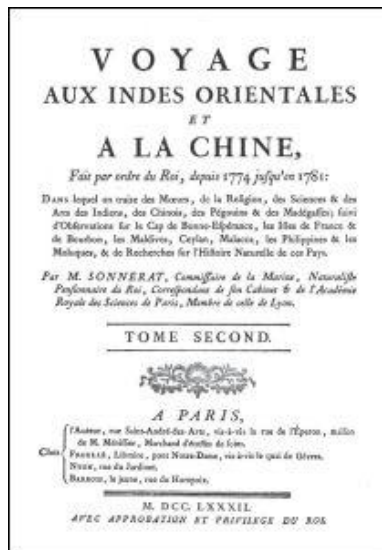 VOYAGE
AUX INDES ORIENTALES
ET
A LA CHINE,
Fait par ordre du Roi, depuis 1774 jusqu'en 1781:
DANS lequel on traite des Mœurs, de la Religion, des Sciences & des
Arts des Indiens, des Chinois, des Pégouins & des Madégasses; suivi
d'Observations sur le Cap de Bonne-Espérance, les Isles de France &
de Bourbon, les Maldives, Ceylan, Malacca, les Philippines & les
Moluques, & de Recherches sur l'Histoire Naturelle de ces Pays.
Par M. SONNERAT, Commissaire de la Marine, Naturaliste
Pensionnaire du Roi, Correspondant de son Cabinet & de l'Académie
Royale des Sciences de Paris, Membre de celle de Lyon.
TOME SECOND.
A PARIS,
Chez
l'Auteur, rue Saint-André-des-Arts, vis-à-vis la rue de l'Éperon, maison
de M. Marchand d'étoffes de soies.
FROULLÉ, Libraire, pont Notre-Dame, vis-à-vis le quai de Gêvres.
NYON, rue du Jardinet.
BARROIS, le jeune, rue du Hurepoix.
M. DCC. LXXXII.
AVEC APPROBATION ET PRIVILEGE DU ROI.